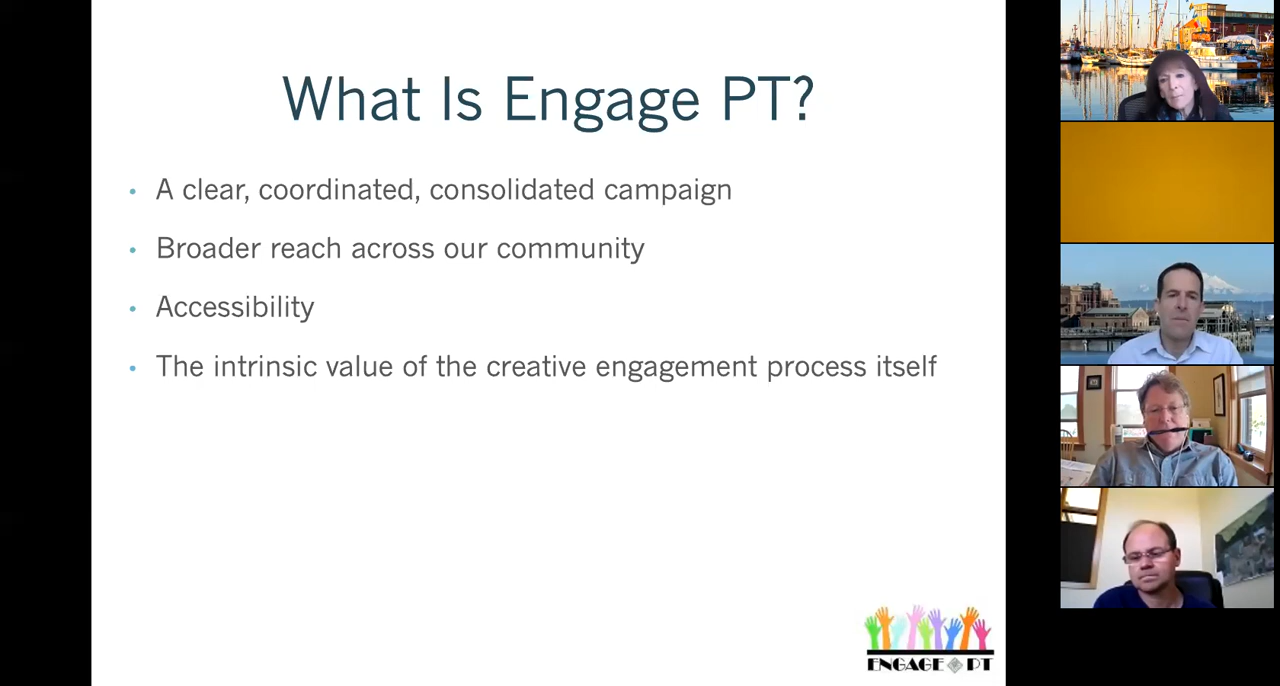 What Is Engage PT?
• A clear, coordinated, consolidated campaign
• Broader reach across our community
• Accessibility
• The intrinsic value of the creative engagement process itself
ENGAGE PT